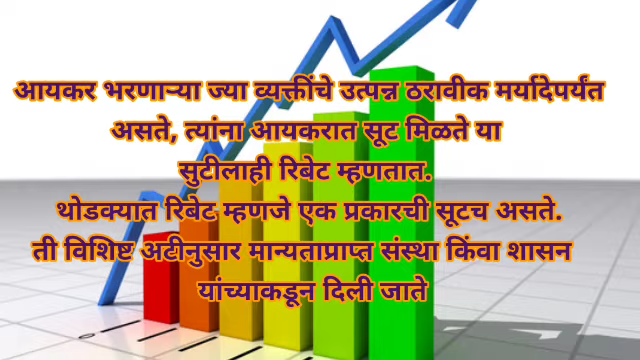 आयकर भरणाऱ्या ज्या व्यक्तींचे उत्पन्न ठरावीक मर्यादेपर्यंत
असते, त्यांना आयकरात सूट मिळते या
सुटीलाही रिबेट म्हणतात.
थोडक्यात रिबेट म्हणजे एक प्रकारची सूटच असते.
ती विशिष्ट अटीनुसार मान्यताप्राप्त संस्था किंवा शासन
यांच्याकडून दिली जाते